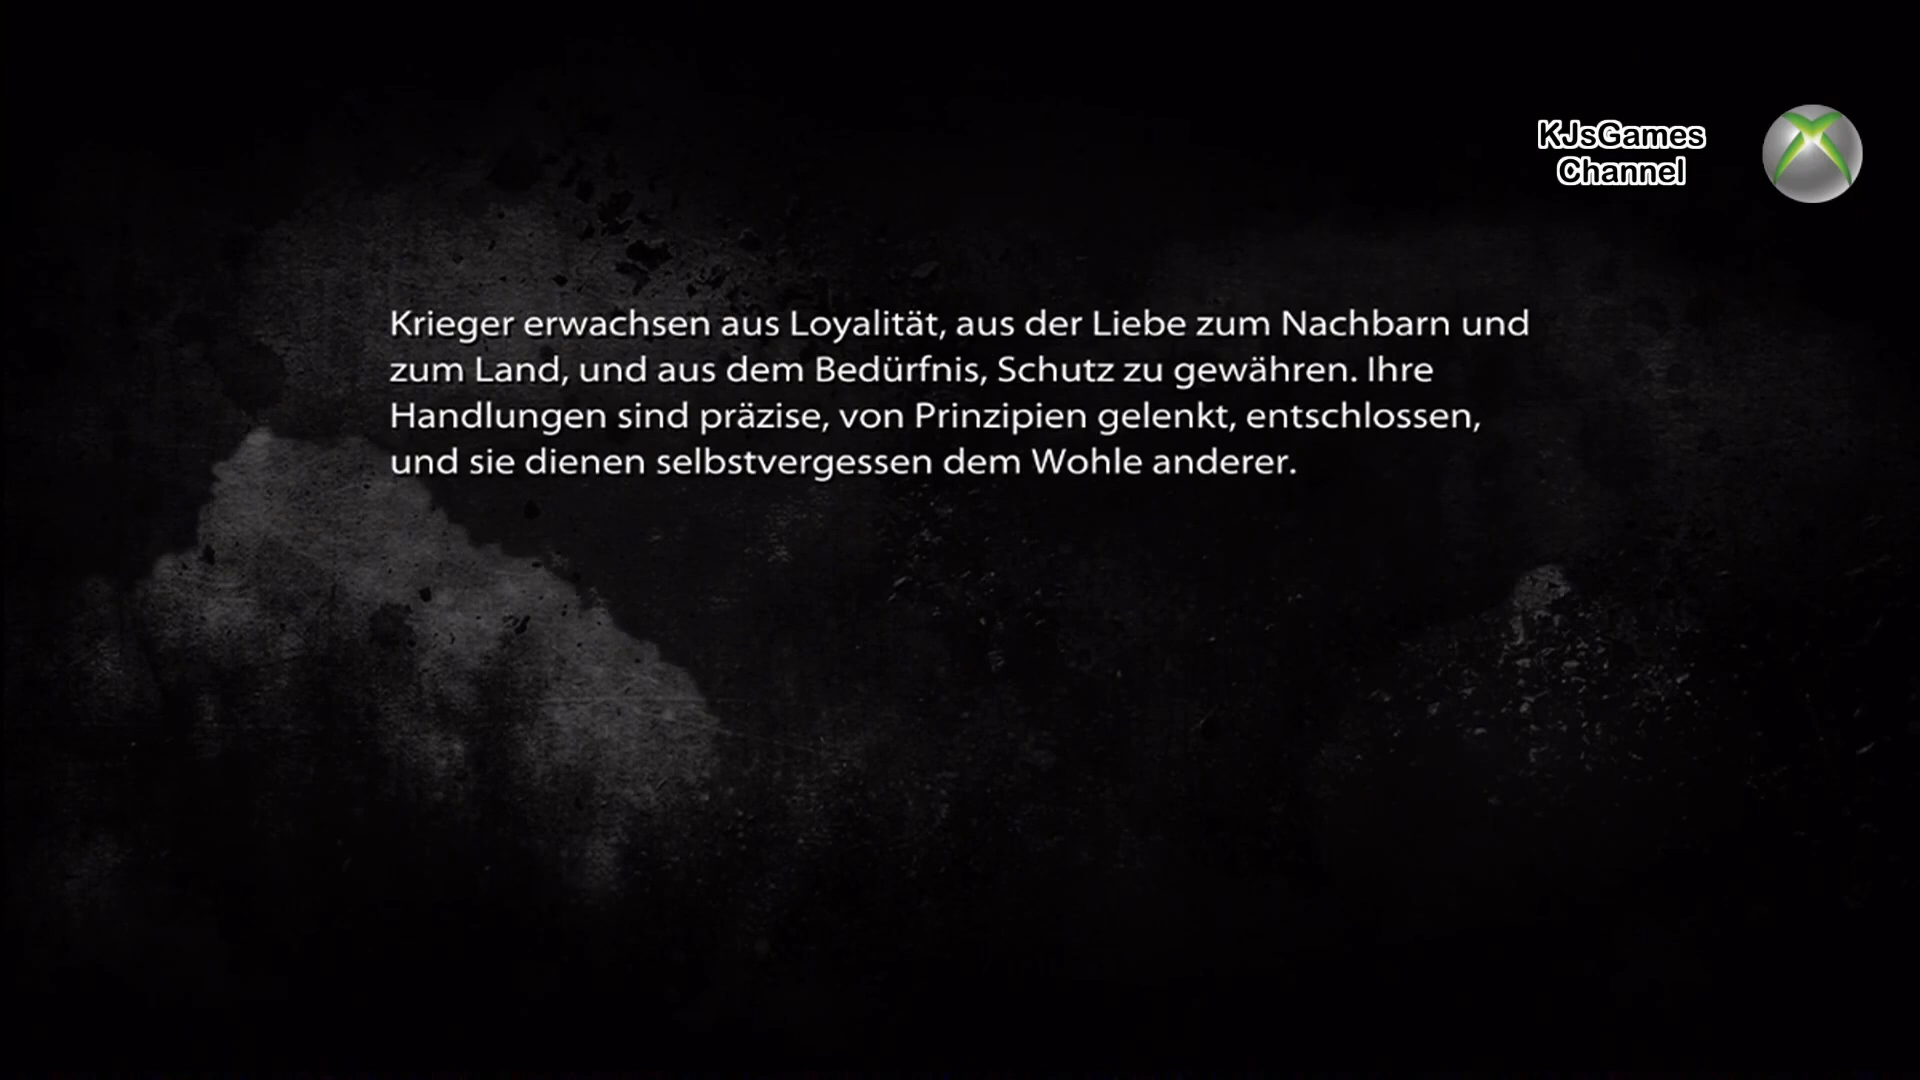 KJsGames
Channel
Krieger erwachsen aus Loyalität, aus der Liebe zum Nachbarn und
zum Land, und aus dem Bedürfnis, Schutz zu gewähren. Ihre
Handlungen sind präzise, von Prinzipien gelenkt, entschlossen,
und sie dienen selbstvergessen dem Wohle anderer.